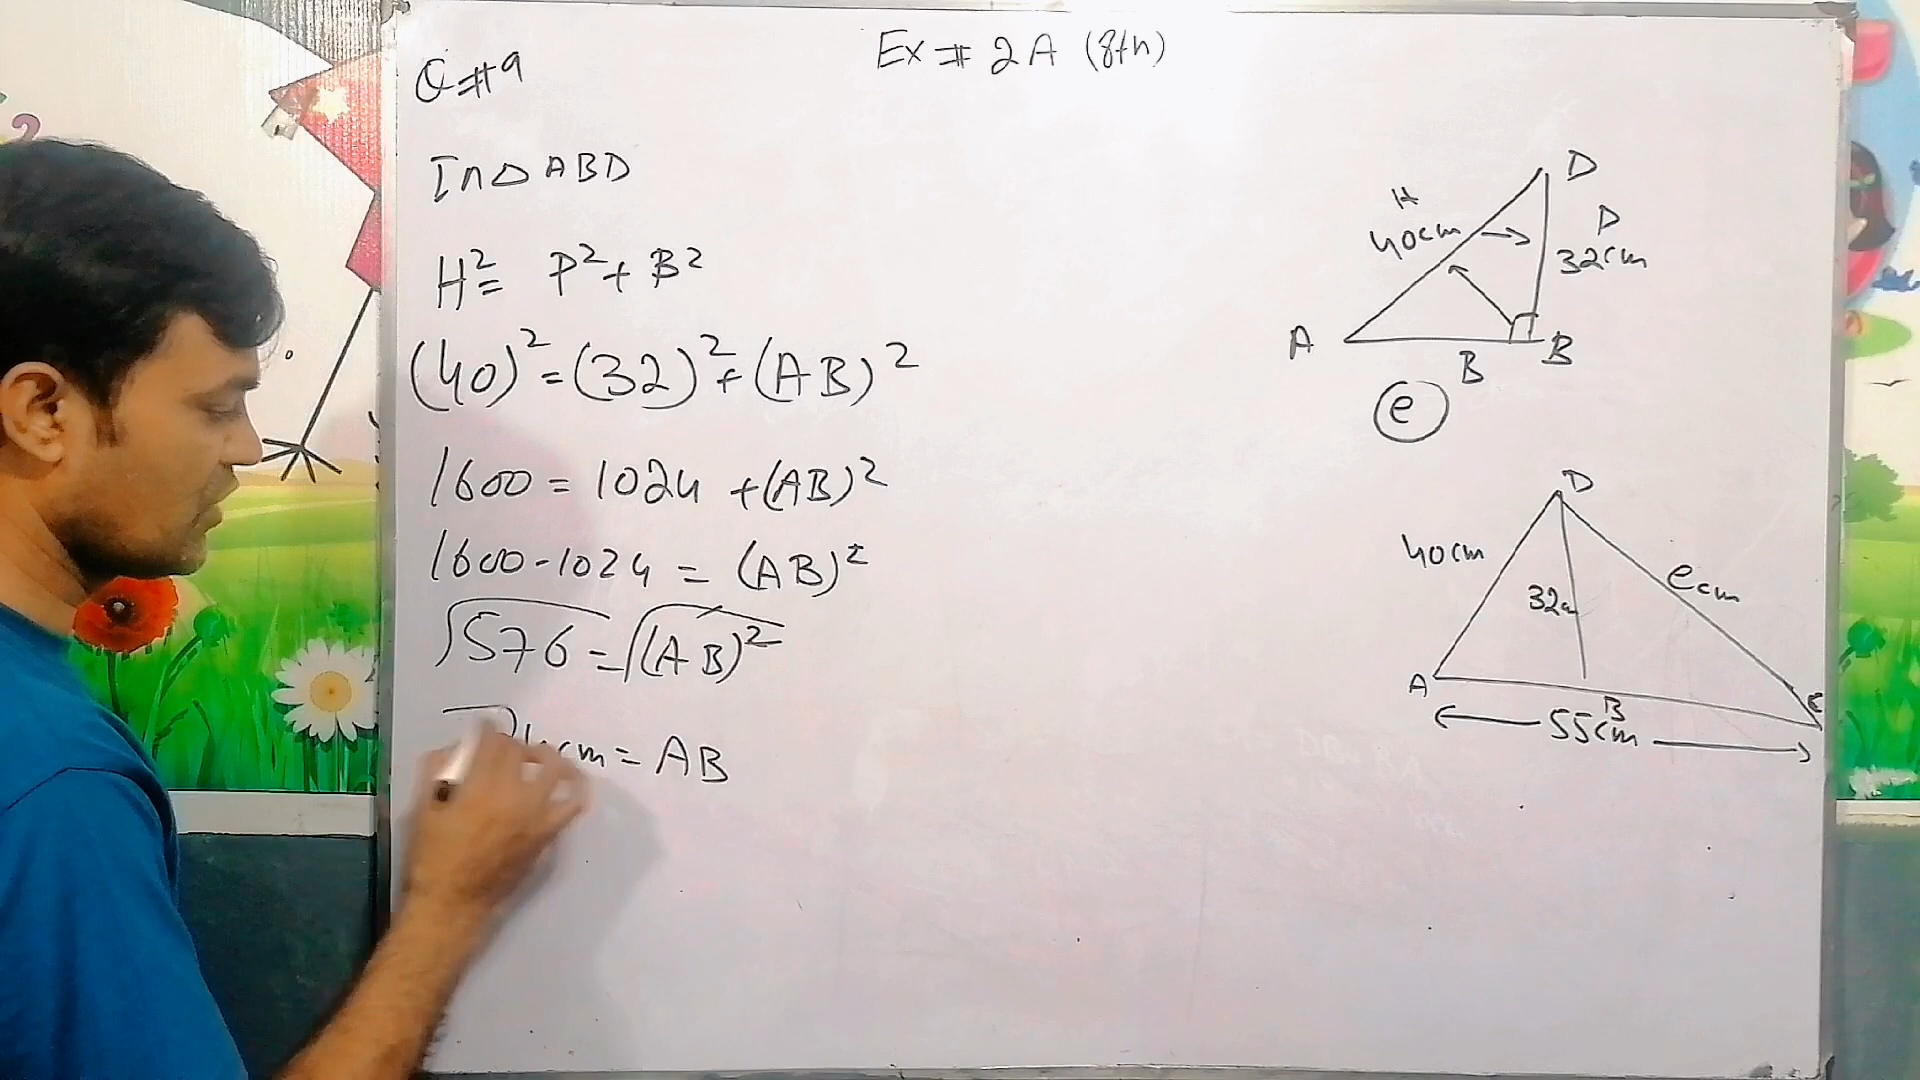 Ex # 2A (8th)
Q#9
In △ ABD
H² = P² + B²
(40)² = (32)² + (AB)²
1600 = 1024 + (AB)²
1600 - 1024 = (AB)²
√576 = √(AB)²
cm = AB
D
H
40cm
P
32cm
A
B
B
e
D
40cm
32cm
ecm
A
B
C
55cm